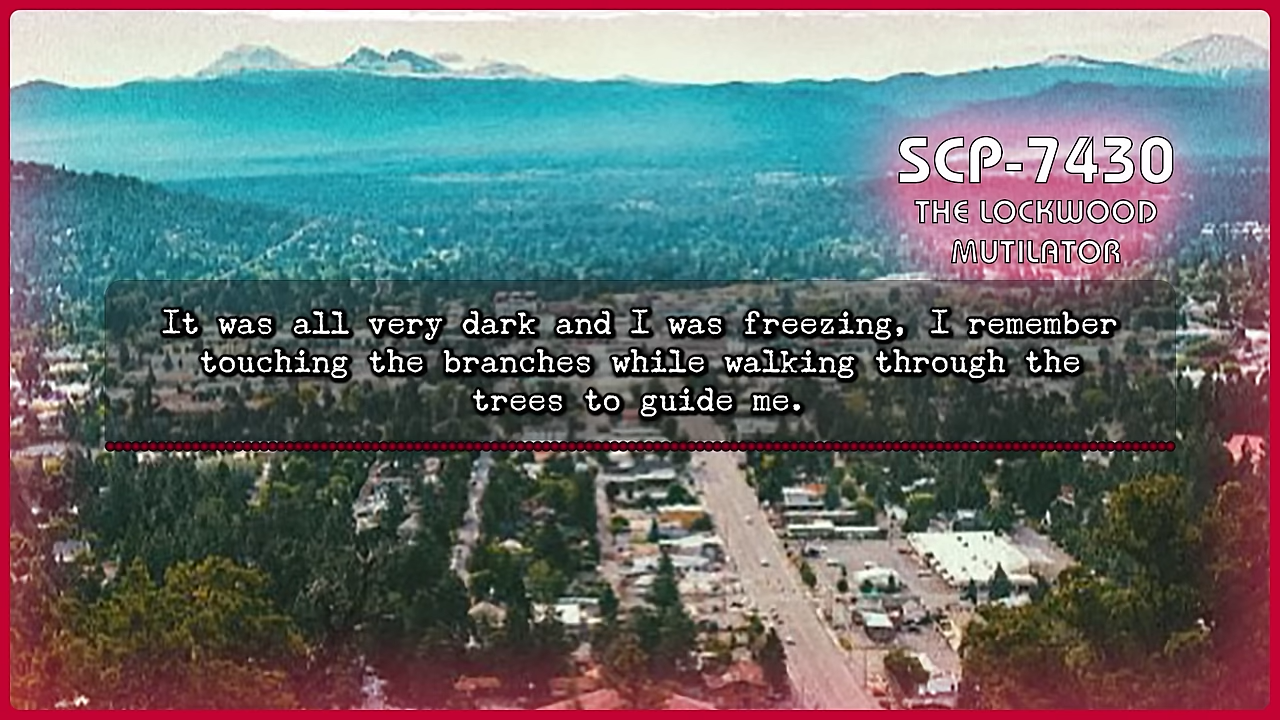 SCP-7430
THE LOCKWOOD
MUTILATOR
It was all very dark and I was freezing, I remember
touching the branches while walking through the
trees to guide me.